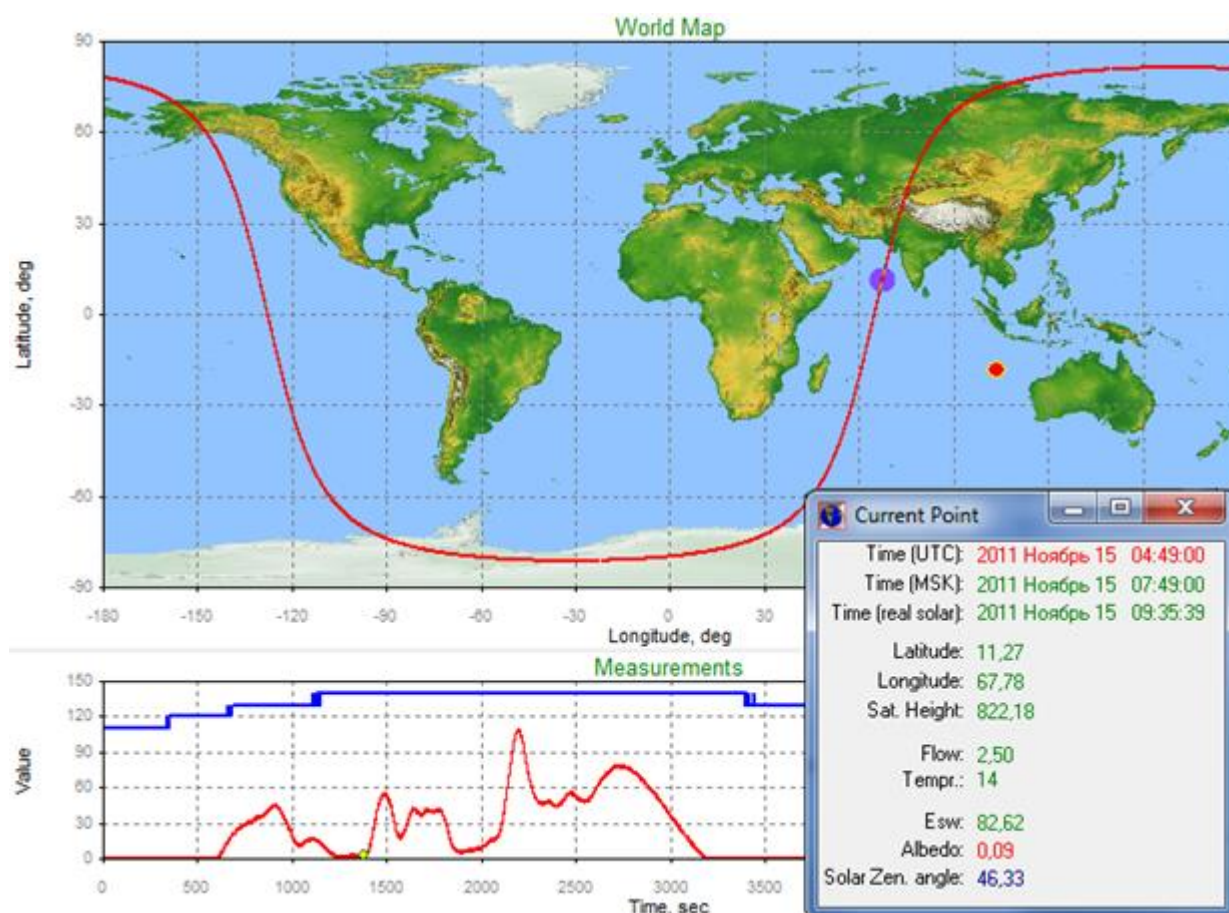 World Map
90
60
30
0
-30
-60
-90
Latitude, deg
-180 -150 -120 -90 -60 -30 0 30
Longitude, deg
Measurements
150
120
90
60
30
0
Value
0 500 1000 1500 2000 2500 3000 3500
Time, sec
Current Point
Time (UTC): 2011 Ноябрь 15 04:49:00
Time (MSK): 2011 Ноябрь 15 07:49:00
Time (real solar): 2011 Ноябрь 15 09:35:39
Latitude: 11,27
Longitude: 67,78
Sat. Height: 822,18
Flow: 2,50
Tempr.: 14
Esw: 82,62
Albedo: 0,09
Solar Zen. angle: 46,33